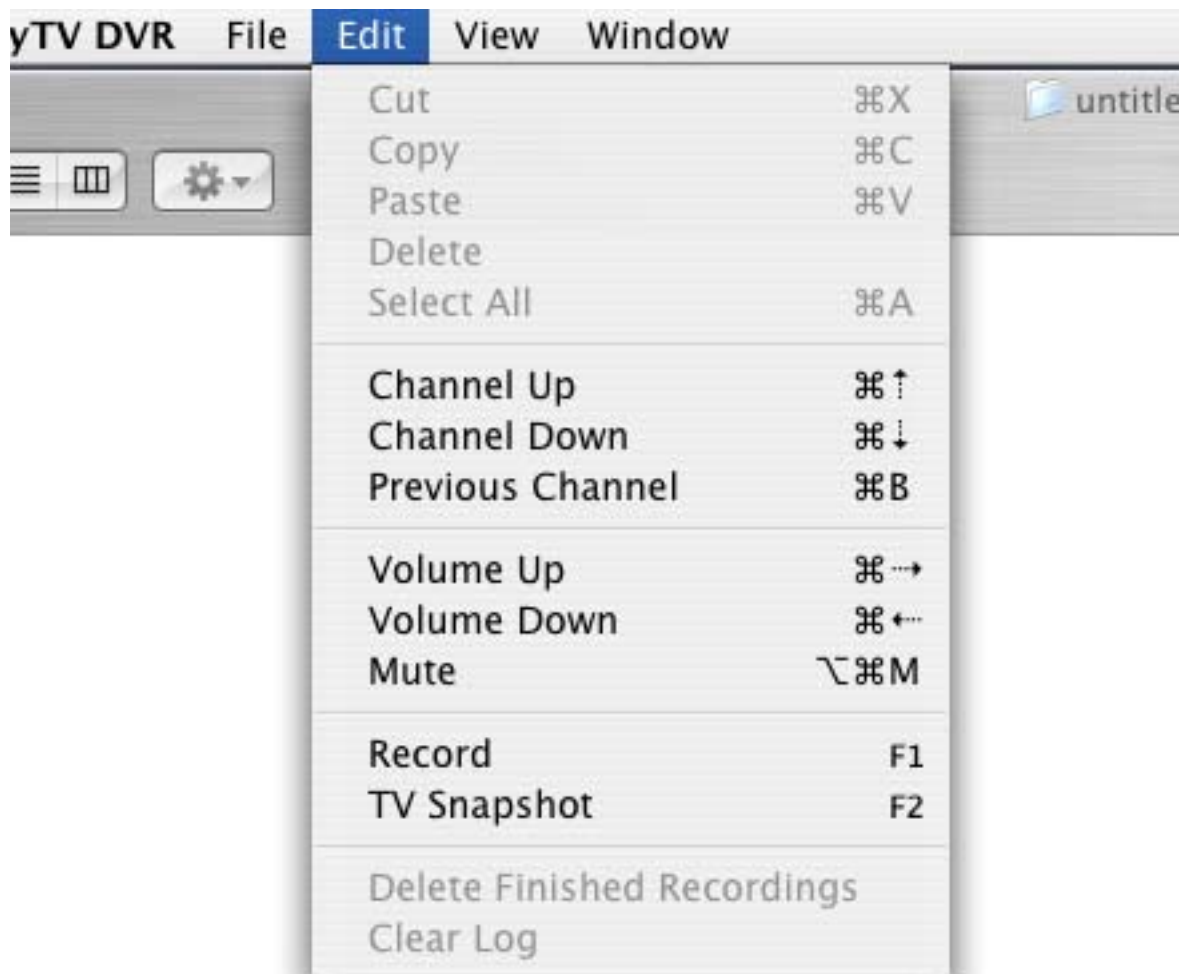 yTV DVR File Edit View Window
untitle
Cut ⌘X
Copy ⌘C
Paste ⌘V
Delete
Select All ⌘A
Channel Up ⌘⇡
Channel Down ⌘⇣
Previous Channel ⌘B
Volume Up ⌘⇢
Volume Down ⌘⇠
Mute ⌥⌘M
Record F1
TV Snapshot F2
Delete Finished Recordings
Clear Log